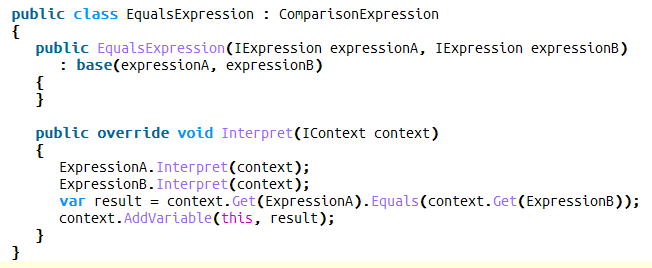 public class EqualsExpression : ComparisonExpression
{
public EqualsExpression(IExpression expressionA, IExpression expressionB)
: base(expressionA, expressionB)
{
}
public override void Interpret(IContext context)
{
ExpressionA.Interpret(context);
ExpressionB.Interpret(context);
var result = context.Get(ExpressionA).Equals(context.Get(ExpressionB));
context.AddVariable(this, result);
}
}